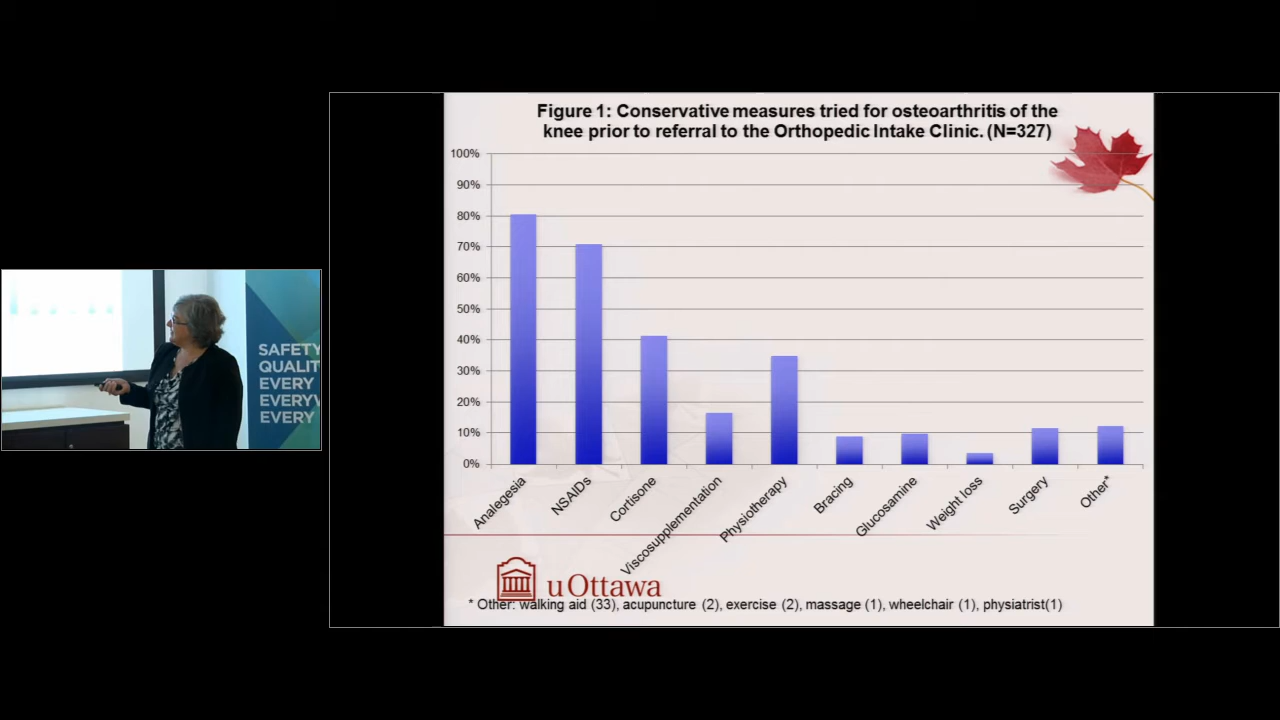 Figure 1: Conservative measures tried for osteoarthritis of the
knee prior to referral to the Orthopedic Intake Clinic. (N=327)
100%
90%
80%
70%
60%
50%
40%
30%
20%
10%
0%
Analegesia
NSAIDs
Cortisone
Viscosupplementation
Physiotherapy
Bracing
Glucosamine
Weight loss
Surgery
Other*
uOttawa
* Other: walking aid (33), acupuncture (2), exercise (2), massage (1), wheelchair (1), physiatrist(1)
SAFETY
QUALIT
EVERY
EVERYV
EVERY